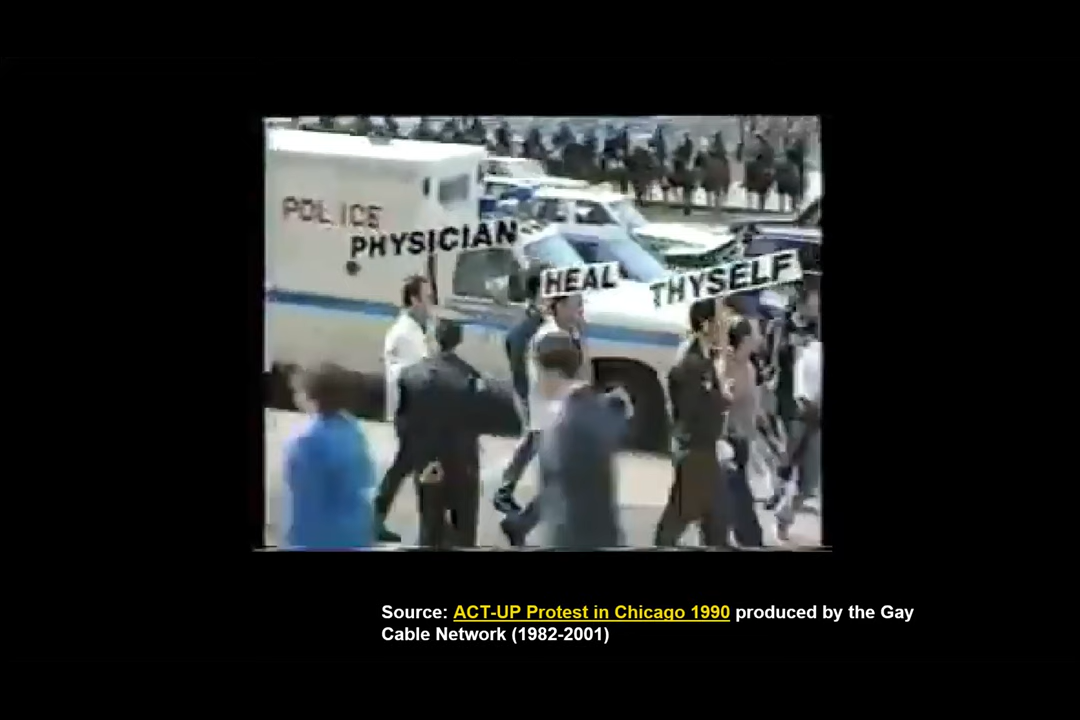 POLICE
PHYSICIAN
HEAL
THYSELF
Source: ACT-UP Protest in Chicago 1990 produced by the Gay
Cable Network (1982-2001)